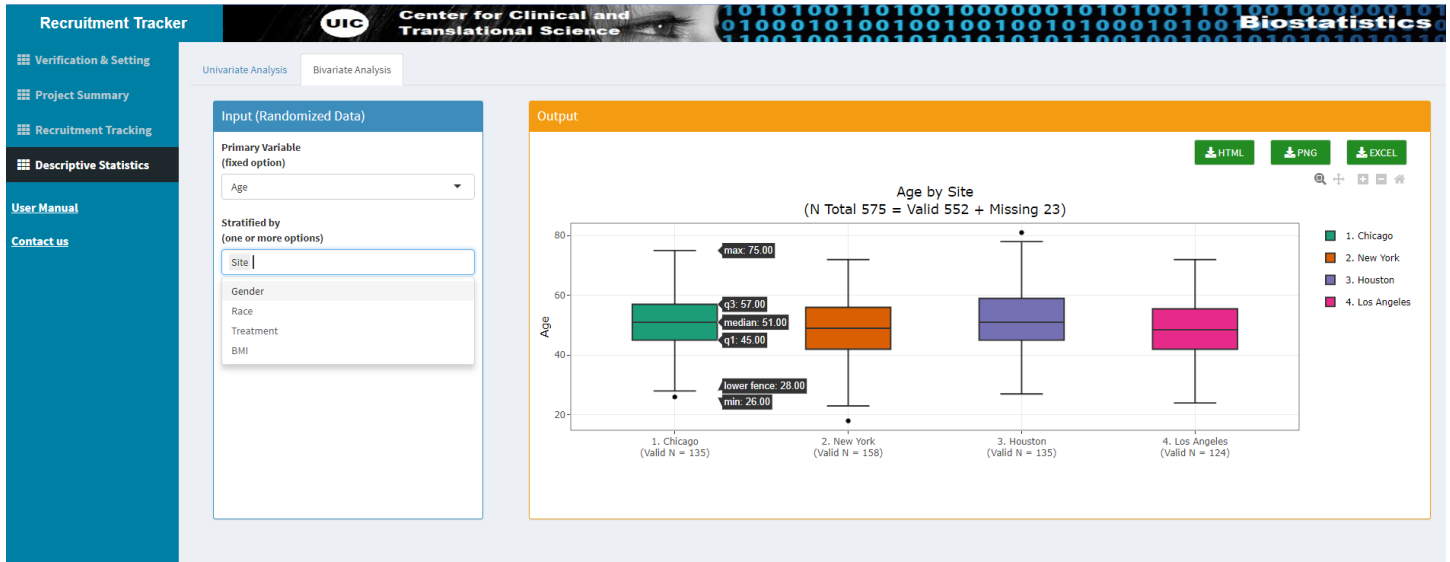 Recruitment Tracker
UIC
Center for Clinical and
Translational Science
Biostatistics
Verification & Setting
Project Summary
Recruitment Tracking
Descriptive Statistics
User Manual
Contact us
Univariate Analysis
Bivariate Analysis
Input (Randomized Data)
Primary Variable
(fixed option)
Age
Stratified by
(one or more options)
Site
Gender
Race
Treatment
BMI
Output
HTML
PNG
EXCEL
Age by Site
(N Total 575 = Valid 552 + Missing 23)
Age
80
60
40
20
max: 75.00
q3: 57.00
median: 51.00
q1: 45.00
lower fence: 28.00
min: 26.00
1. Chicago
(Valid N = 135)
2. New York
(Valid N = 158)
3. Houston
(Valid N = 135)
4. Los Angeles
(Valid N = 124)
1. Chicago
2. New York
3. Houston
4. Los Angeles